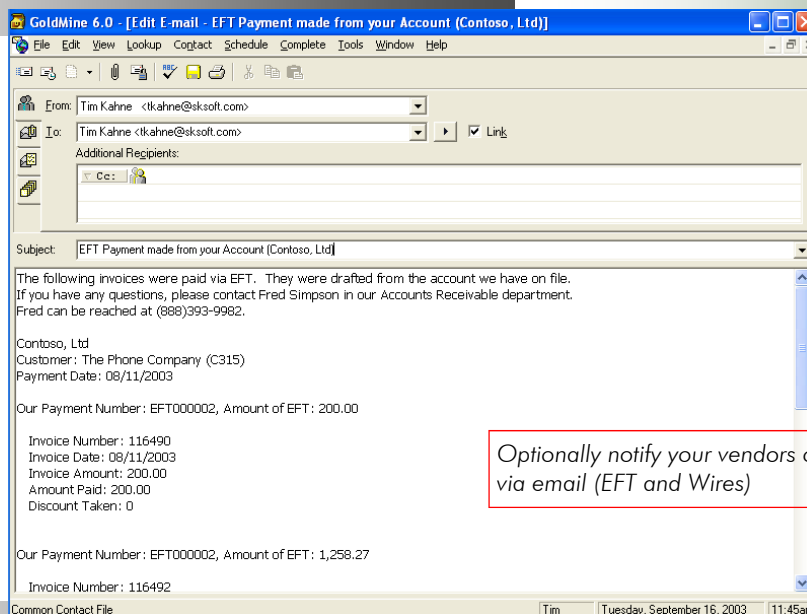 GoldMine 6.0 - [Edit E-mail - EFT Payment made from your Account (Contoso, Ltd)]
File Edit View Lookup Contact Schedule Complete Tools Window Help
From: Tim Kahne <tkahne@sksoft.com>
To: Tim Kahne <tkahne@sksoft.com> Link
Additional Recipients:
Cc:
Subject: EFT Payment made from your Account (Contoso, Ltd)
The following invoices were paid via EFT. They were drafted from the account we have on file.
If you have any questions, please contact Fred Simpson in our Accounts Receivable department.
Fred can be reached at (888)393-9982.
Contoso, Ltd
Customer: The Phone Company (C315)
Payment Date: 08/11/2003
Our Payment Number: EFT000002, Amount of EFT: 200.00
Invoice Number: 116490
Invoice Date: 08/11/2003
Invoice Amount: 200.00
Amount Paid: 200.00
Discount Taken: 0
Optionally notify your vendors
via email (EFT and Wires)
Our Payment Number: EFT000002, Amount of EFT: 1,258.27
Invoice Number: 116492
Common Contact File Tim Tuesday, September 16, 2003 11:45a